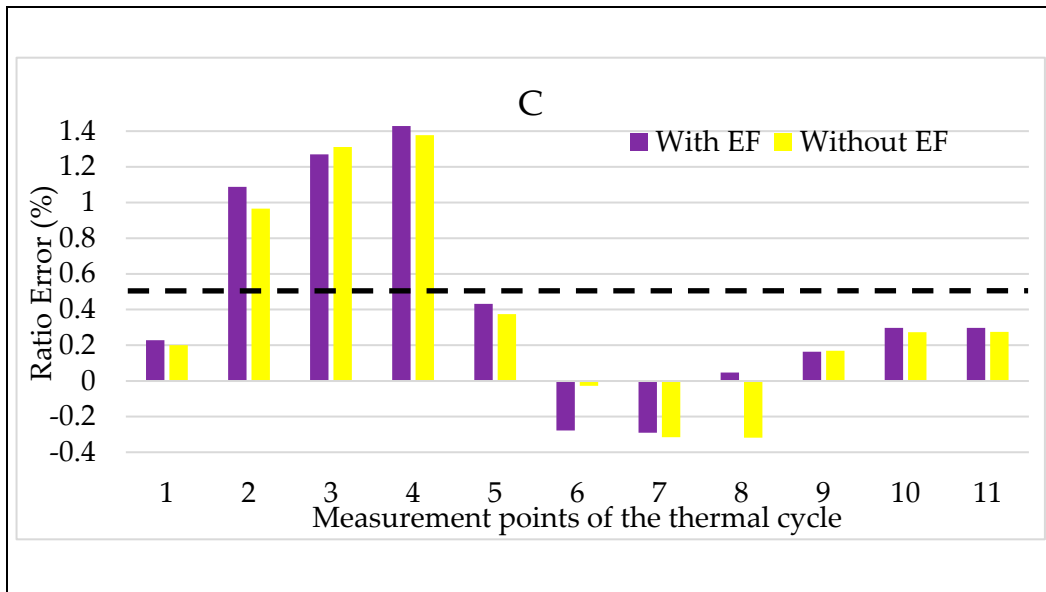 C
With EF Without EF
Ratio Error (%)
1.4
1.2
1
0.8
0.6
0.4
0.2
0
-0.2
-0.4
1 2 3 4 5 6 7 8 9 10 11
Measurement points of the thermal cycle